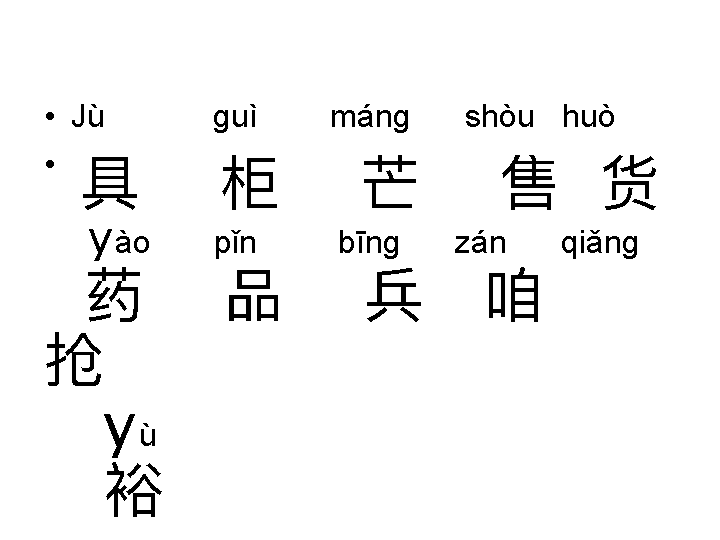 • Jù guì máng shòu huò
• 具 柜 芒 售 货
yào pǐn bīng zán qiǎng
药 品 兵 咱
抢
yù
裕